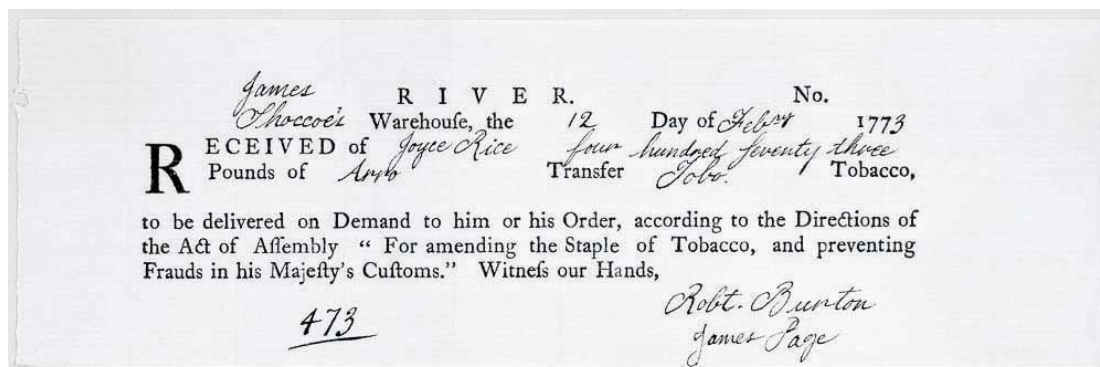 James RIVER. No.
Shoccoe's Warehouſe, the 12 Day of Febry 1773
RECEIVED of Joyce Rice four hundred ſeventy three
Pounds of Arro Transfer Tobo. Tobacco,
to be delivered on Demand to him or his Order, according to the Directions of
the Act of Aſſembly “ For amending the Staple of Tobacco, and preventing
Frauds in his Majeſty's Cuſtoms.” Witneſs our Hands,
473
Robt. Burton
James Page